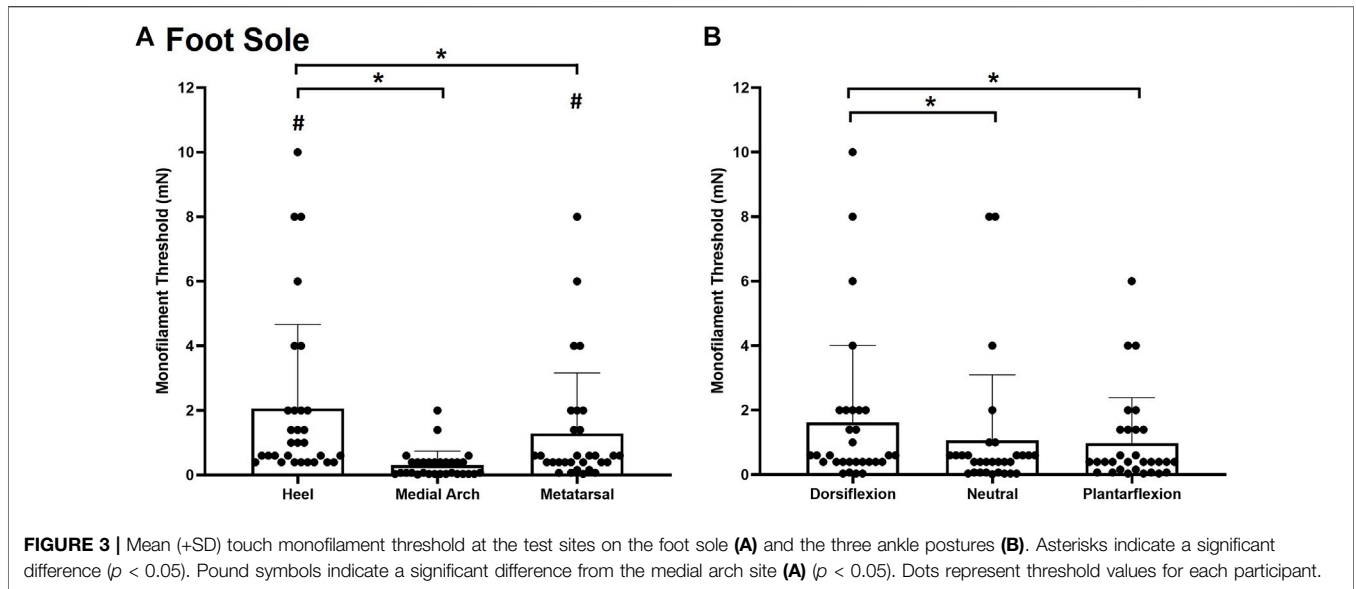 A Foot Sole
B
*
*
#
#
*
*
Monofilament Threshold (mN)
12
10
8
6
4
2
0
Heel
Medial Arch
Metatarsal
Monofilament Threshold (mN)
12
10
8
6
4
2
0
Dorsiflexion
Neutral
Plantarflexion
FIGURE 3 | Mean (+SD) touch monofilament threshold at the test sites on the foot sole (A) and the three ankle postures (B). Asterisks indicate a significant
difference (p < 0.05). Pound symbols indicate a significant difference from the medial arch site (A) (p < 0.05). Dots represent threshold values for each participant.